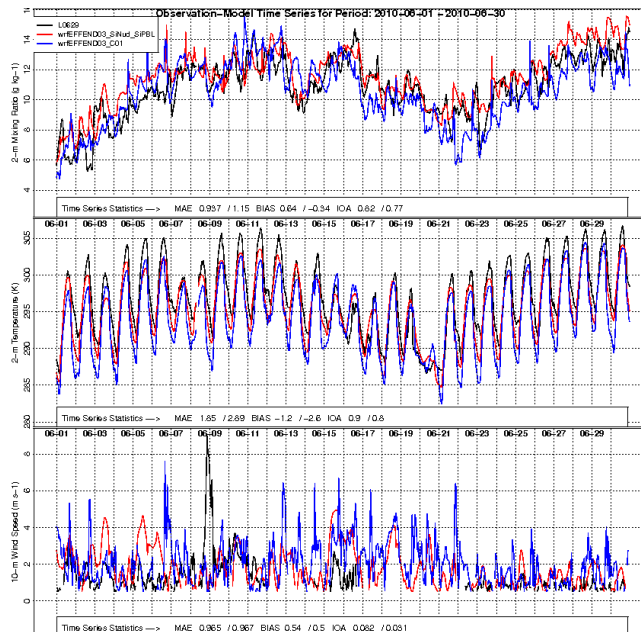 Observation-Model Time Series for Period: 2010-06-01 - 2010-06-30
L0629
wrfEFFEND03_SiNud_SiPBL
wrfEFFEND03_C01
2-m Mixing Ratio (g kg-1)
14
12
10
8
6
4
Time Series Statistics —> MAE 0.937 / 1.15 BIAS 0.64 / -0.34 IOA 0.82 / 0.77
06-01 06-03 06-05 06-07 06-09 06-11 06-13 06-15 06-17 06-19 06-21 06-23 06-25 06-27 06-29
2-m Temperature (K)
305
300
295
290
285
280
Time Series Statistics —> MAE 1.85 / 2.89 BIAS -1.2 / -2.6 IOA 0.9 / 0.8
06-01 06-03 06-05 06-07 06-09 06-11 06-13 06-15 06-17 06-19 06-21 06-23 06-25 06-27 06-29
10-m Wind Speed (m s-1)
8
6
4
2
0
Time Series Statistics —> MAE 0.965 / 0.967 BIAS 0.54 / 0.5 IOA 0.082 / 0.031